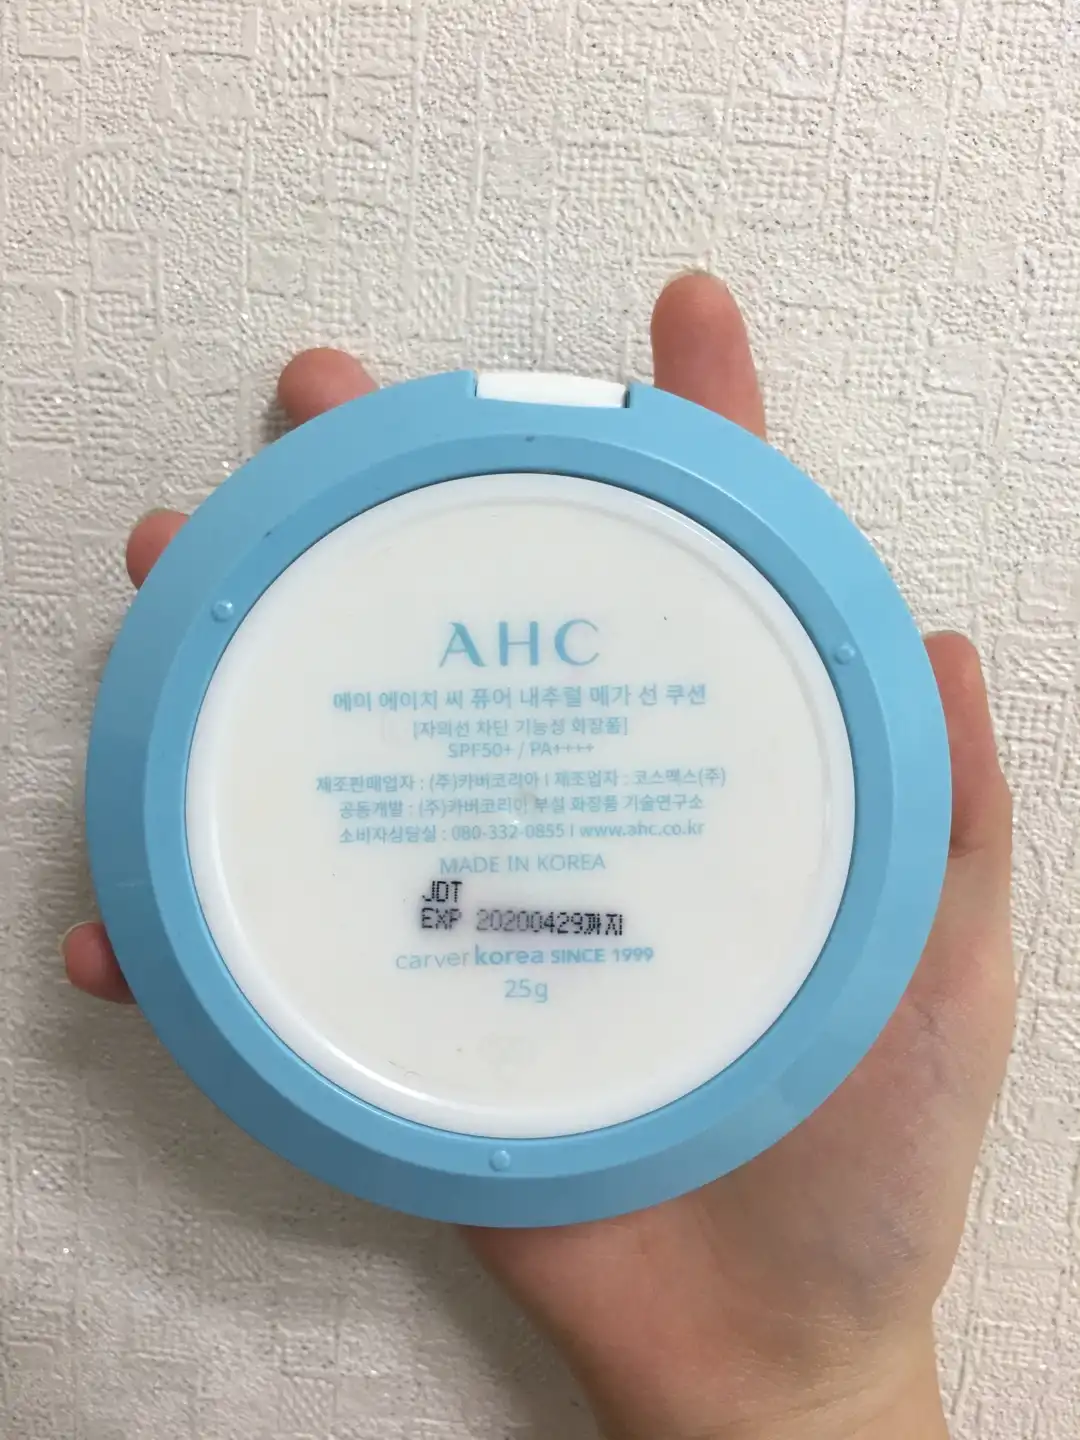 AHC
에이 에이치 씨 퓨어 내추럴 메가 선 쿠션
[자외선 차단 기능성 화장품]
SPF50+ / PA++++
제조판매업자 : (주)카버코리아 I 제조업자 : 코스맥스(주)
공동개발 : (주)카버코리아 부설 화장품 기술연구소
소비자상담실 : 080-332-0855 I www.ahc.co.kr
MADE IN KOREA
JDT
EXP 20200429까지
carver korea SINCE 1999
25g